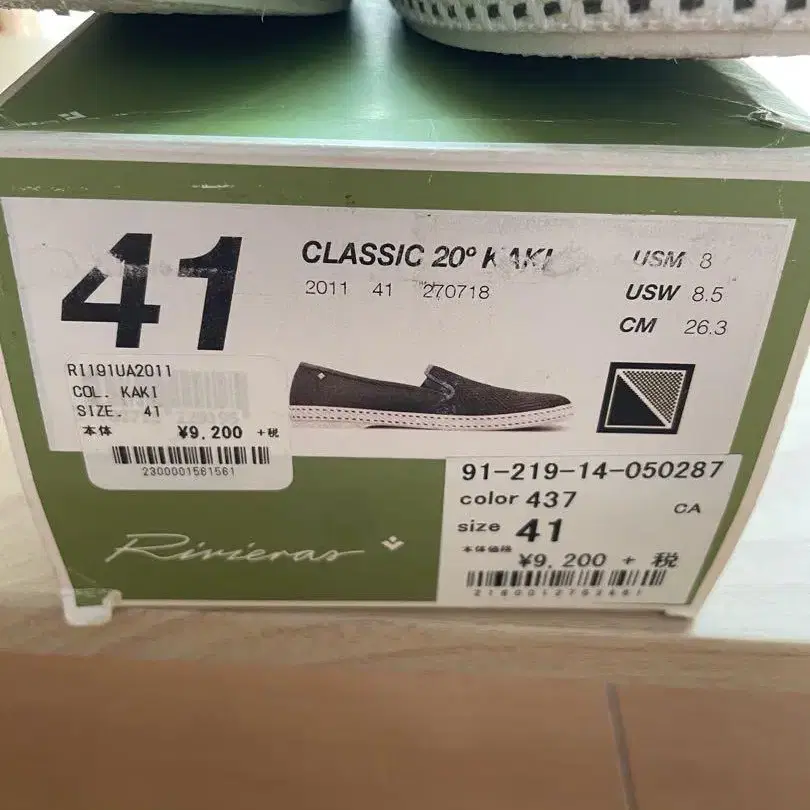 41
CLASSIC 20° KAKI
2011 41 270718
USM 8
USW 8.5
CM 26.3
RI191UA2011
COL. KAKI
SIZE. 41
本体 ¥9.200 +税
2300001561561
91-219-14-050287
color 437
CA
size 41
本体価格
¥9,200 + 税
Rivieras